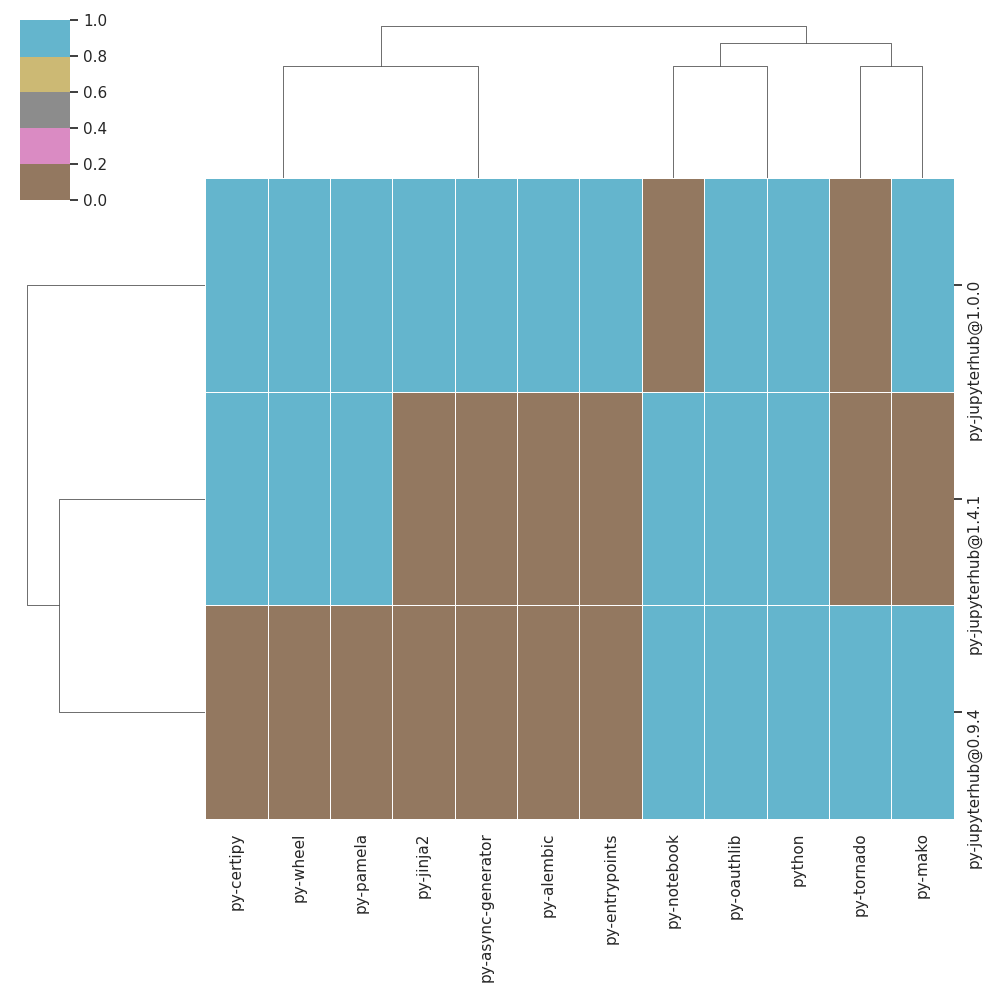 1.0
0.8
0.6
0.4
0.2
0.0
py-jupyterhub@1.0.0
py-jupyterhub@1.4.1
py-jupyterhub@0.9.4
py-certipy
py-wheel
py-pamela
py-jinja2
py-async-generator
py-alembic
py-entrypoints
py-notebook
py-oauthlib
python
py-tornado
py-mako